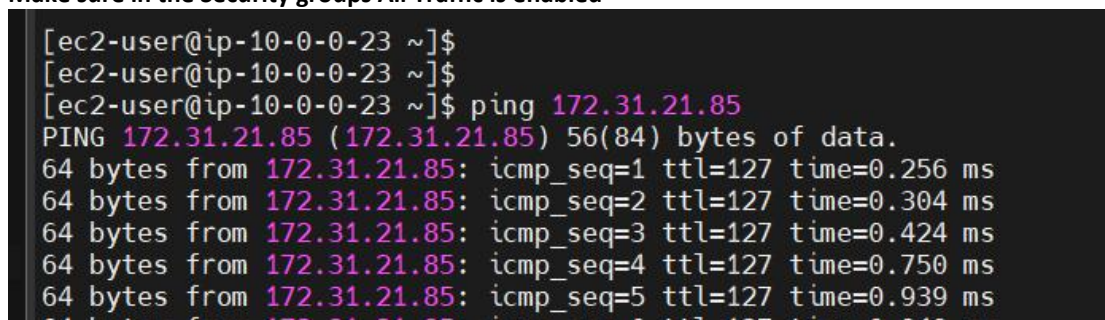 Make sure in the Security groups All Traffic is enabled
[ec2-user@ip-10-0-0-23 ~]$
[ec2-user@ip-10-0-0-23 ~]$
[ec2-user@ip-10-0-0-23 ~]$ ping 172.31.21.85
PING 172.31.21.85 (172.31.21.85) 56(84) bytes of data.
64 bytes from 172.31.21.85: icmp_seq=1 ttl=127 time=0.256 ms
64 bytes from 172.31.21.85: icmp_seq=2 ttl=127 time=0.304 ms
64 bytes from 172.31.21.85: icmp_seq=3 ttl=127 time=0.424 ms
64 bytes from 172.31.21.85: icmp_seq=4 ttl=127 time=0.750 ms
64 bytes from 172.31.21.85: icmp_seq=5 ttl=127 time=0.939 ms